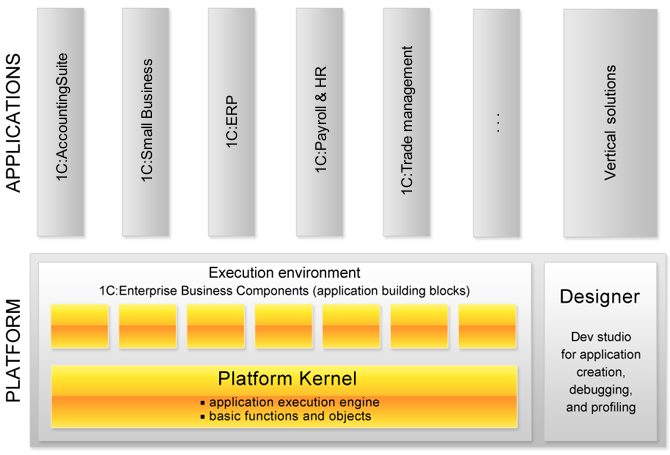 APPLICATIONS
1C:AccountingSuite
1C:Small Business
1C:ERP
1C:Payroll & HR
1C:Trade management
...
Vertical solutions
PLATFORM
Execution environment
1C:Enterprise Business Components (application building blocks)
Platform Kernel
▪ application execution engine
▪ basic functions and objects
Designer
Dev studio
for application
creation,
debugging,
and profiling